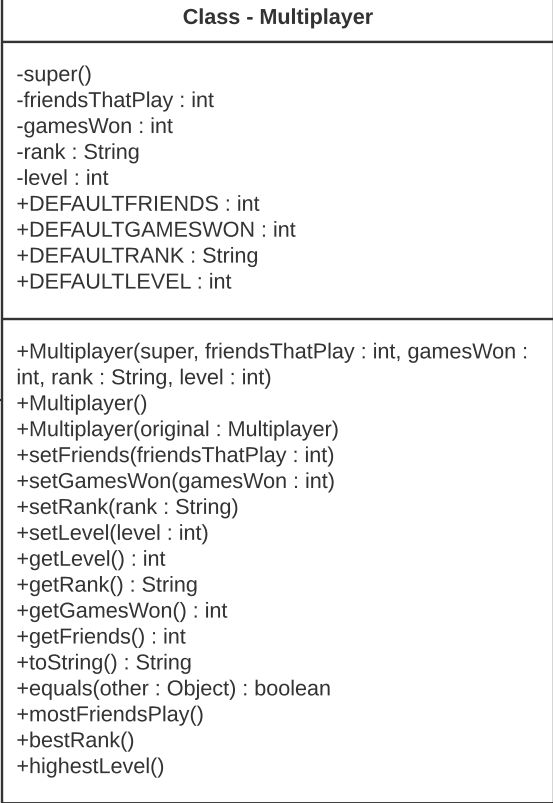 Class - Multiplayer
-super()
-friendsThatPlay : int
-gamesWon : int
-rank : String
-level : int
+DEFAULTFRIENDS : int
+DEFAULTGAMESWON : int
+DEFAULTRANK : String
+DEFAULTLEVEL : int
+Multiplayer(super, friendsThatPlay : int, gamesWon :
int, rank : String, level : int)
+Multiplayer()
+Multiplayer(original : Multiplayer)
+setFriends(friendsThatPlay : int)
+setGamesWon(gamesWon : int)
+setRank(rank : String)
+setLevel(level : int)
+getLevel() : int
+getRank() : String
+getGamesWon() : int
+getFriends() : int
+toString() : String
+equals(other : Object) : boolean
+mostFriendsPlay()
+bestRank()
+highestLevel()